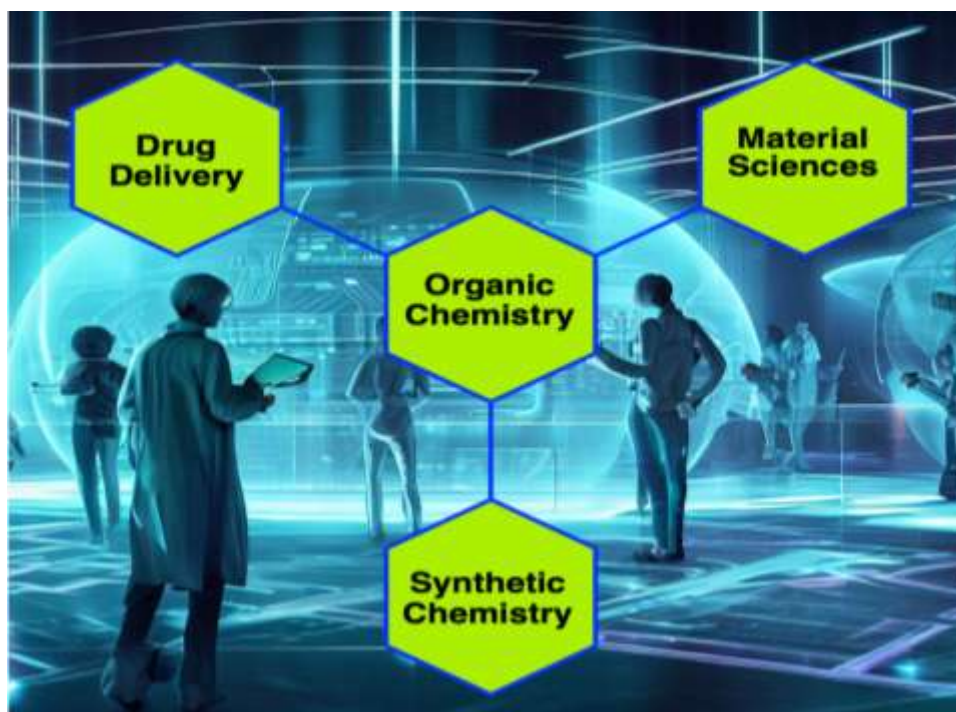 Drug
Delivery
Material
Sciences
Organic
Chemistry
Synthetic
Chemistry